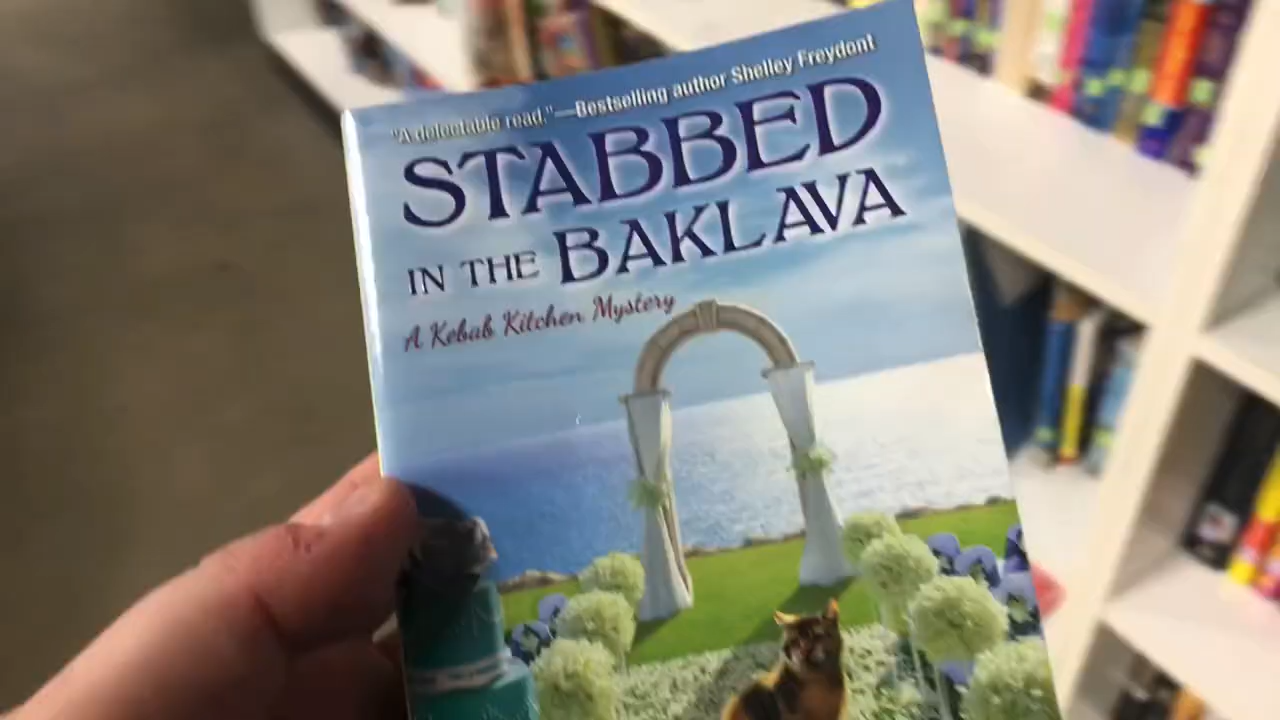 "A delectable read."—Bestselling author Shelley Freydont
STABBED
IN THE BAKLAVA
A Kebab Kitchen Mystery